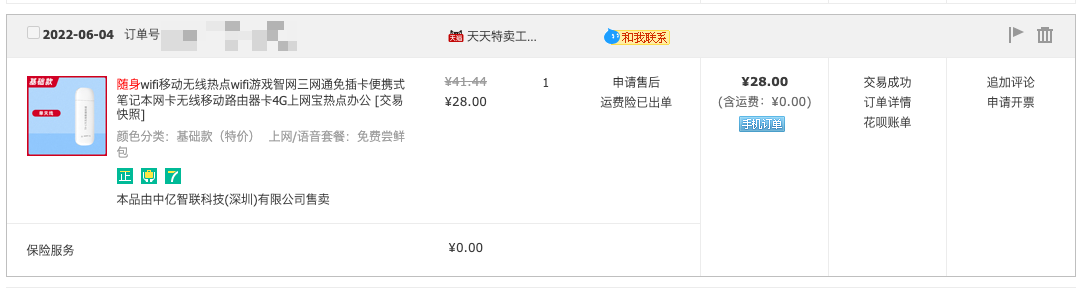 2022-06-04 订单号
天猫 天天特卖工...
和我联系
基础款
单天线
随身wifi移动无线热点wifi游戏智网三网通免插卡便携式
笔记本网卡无线移动路由器卡4G上网宝热点办公 [交易
快照]
颜色分类：基础款（特价） 上网/语音套餐：免费尝鲜
包
正 7
本品由中亿智联科技(深圳)有限公司售卖
¥41.44
¥28.00
1
申请售后
运费险已出单
¥28.00
(含运费：¥0.00)
手机订单
交易成功
订单详情
花呗账单
追加评论
申请开票
保险服务
¥0.00